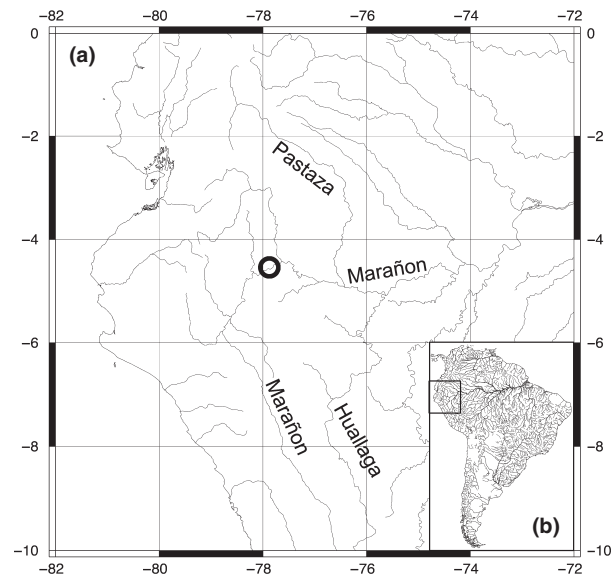 −82 −80 −78 −76 −74 −72
0 0
(a)
−2 −2
Pastaza
−4 −4
Marañon
−6 −6
Marañon
Huallaga
−8 −8
(b)
−10 −10
−82 −80 −78 −76 −74 −72